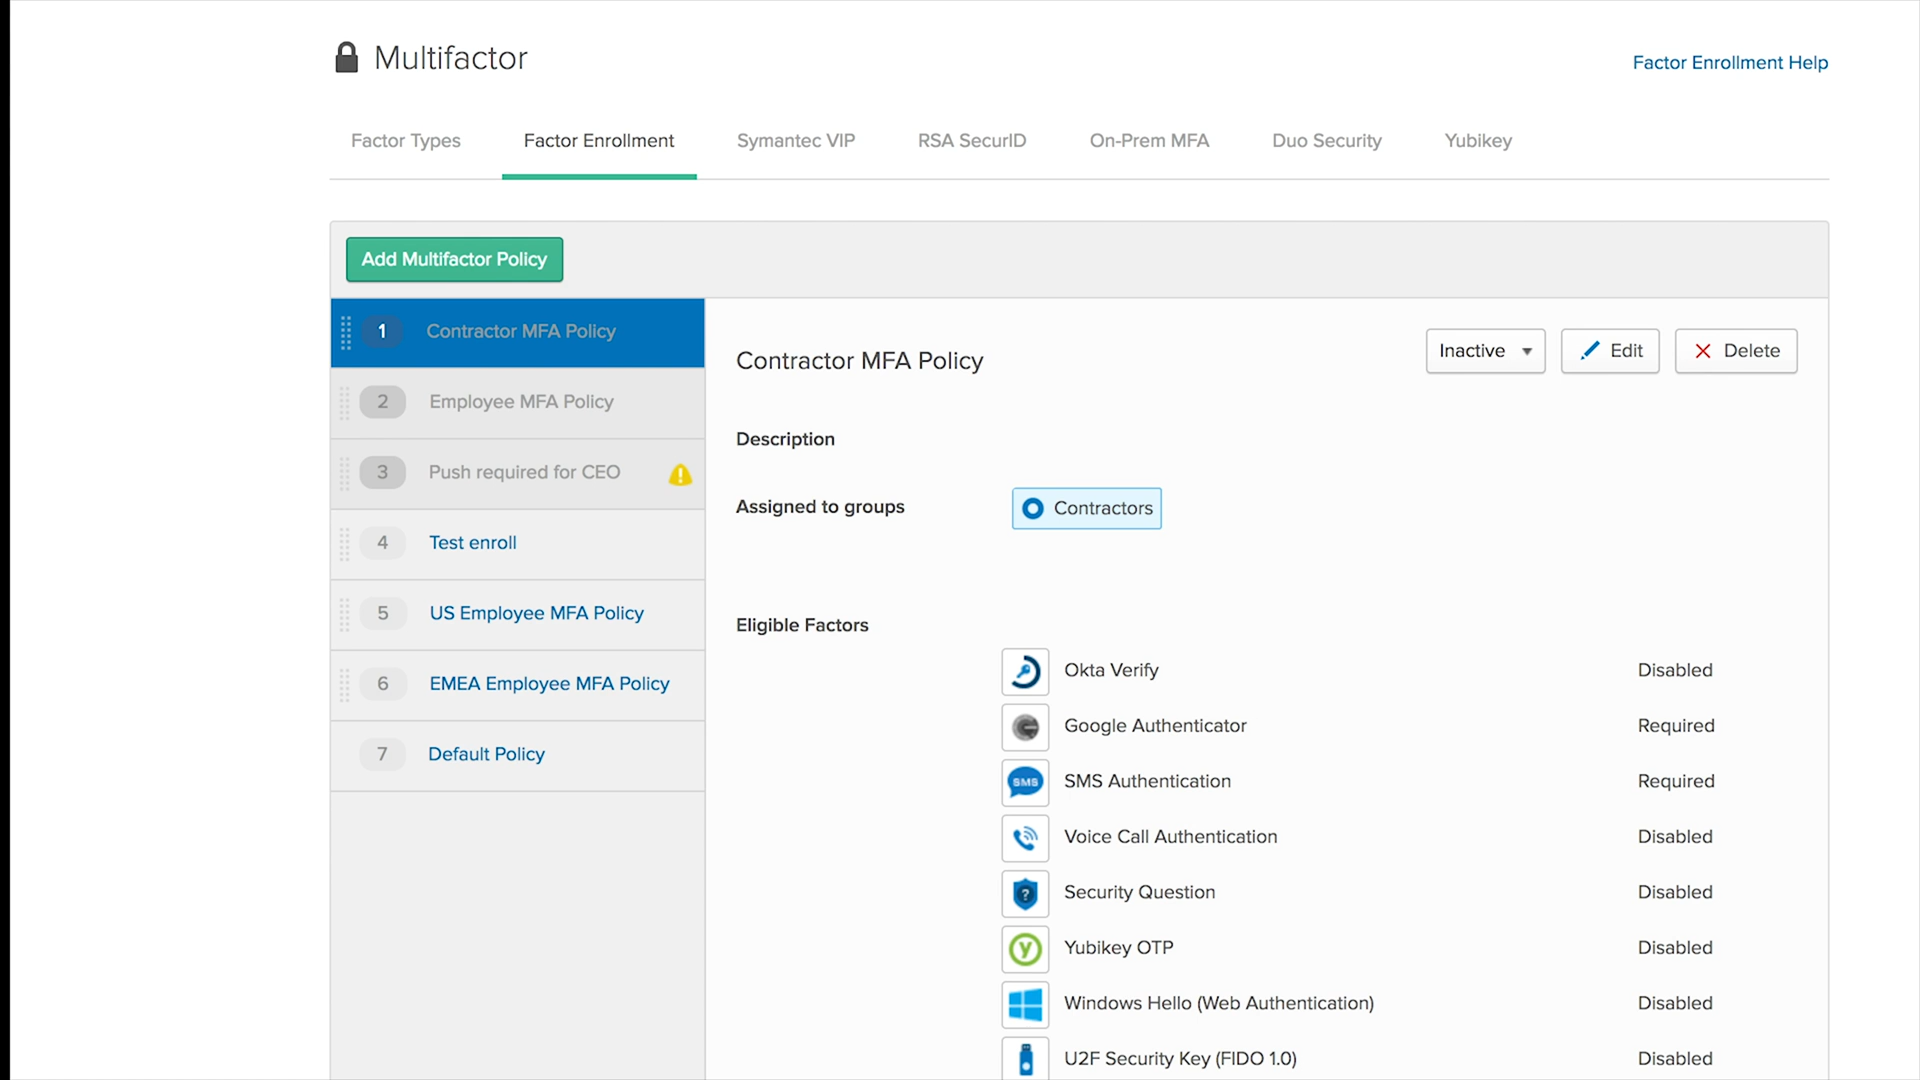 Multifactor
Factor Enrollment Help
Factor Types
Factor Enrollment
Symantec VIP
RSA SecurID
On-Prem MFA
Duo Security
Yubikey
Add Multifactor Policy
1 Contractor MFA Policy
2 Employee MFA Policy
3 Push required for CEO
4 Test enroll
5 US Employee MFA Policy
6 EMEA Employee MFA Policy
7 Default Policy
Contractor MFA Policy
Inactive
Edit
Delete
Description
Assigned to groups
Contractors
Eligible Factors
Okta Verify Disabled
Google Authenticator Required
SMS
SMS Authentication Required
Voice Call Authentication Disabled
Security Question Disabled
Yubikey OTP Disabled
Windows Hello (Web Authentication) Disabled
U2F Security Key (FIDO 1.0) Disabled